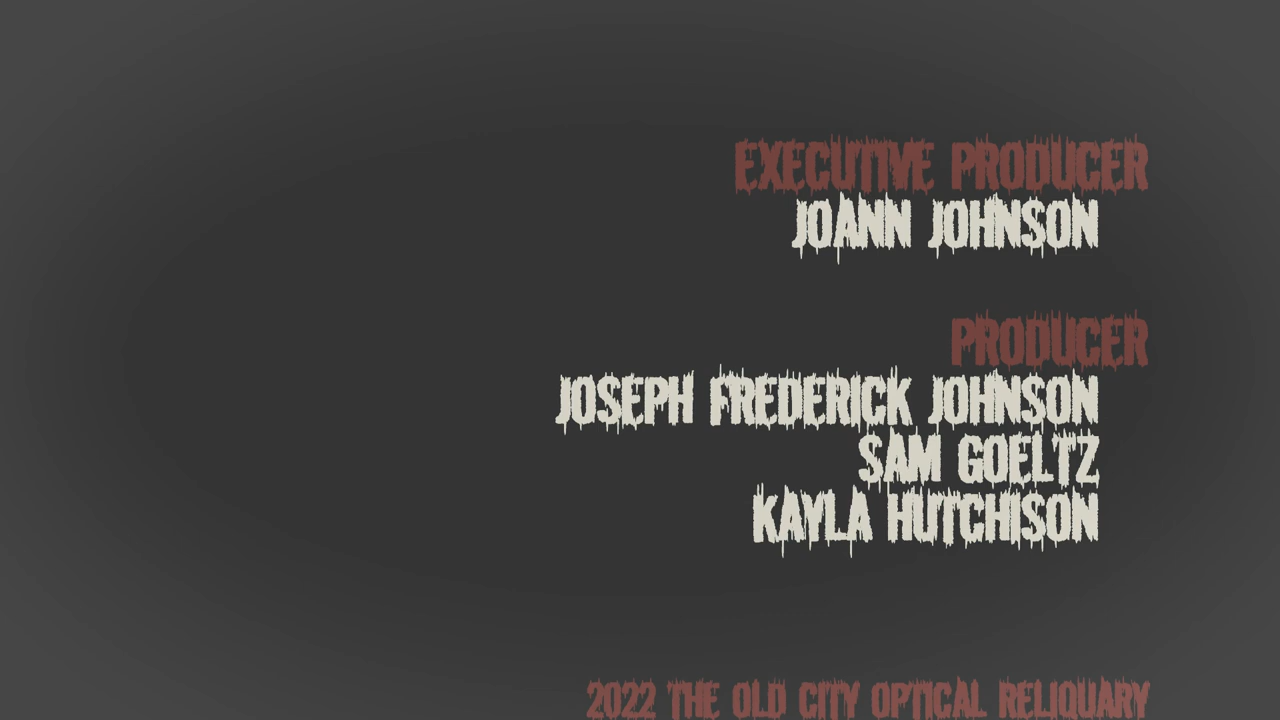 EXECUTIVE PRODUCER
JOANN JOHNSON
PRODUCER
JOSEPH FREDERICK JOHNSON
SAM GOELTZ
KAYLA HUTCHISON
2022 THE OLD CITY OPTICAL RELIQUARY